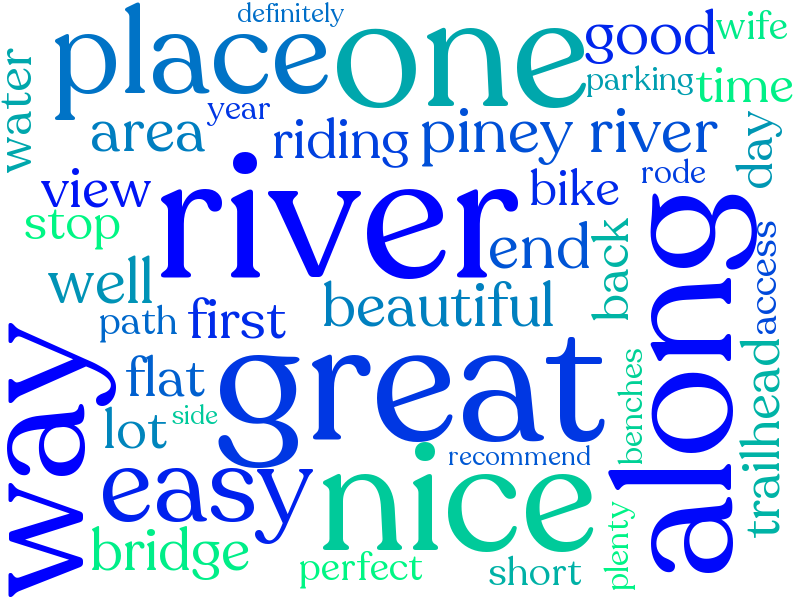 definitely
place
one
good
wife
water
year
parking
time
area
riding
piney river
day
view
river
bike
rode
stop
end
along
well
beautiful
back
access
path
first
way
flat
great
benches
trailhead
lot
side
easy
nice
recommend
bridge
perfect
short
plenty